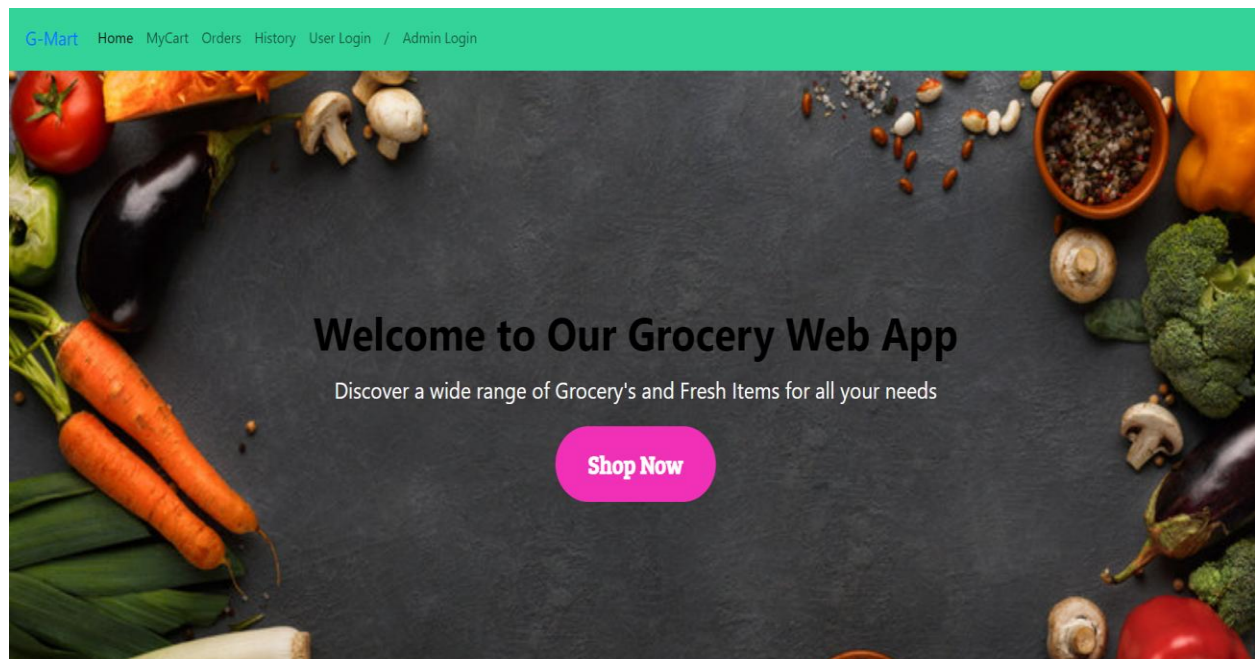 G-Mart Home MyCart Orders History User Login / Admin Login
Welcome to Our Grocery Web App
Discover a wide range of Grocery's and Fresh Items for all your needs
Shop Now